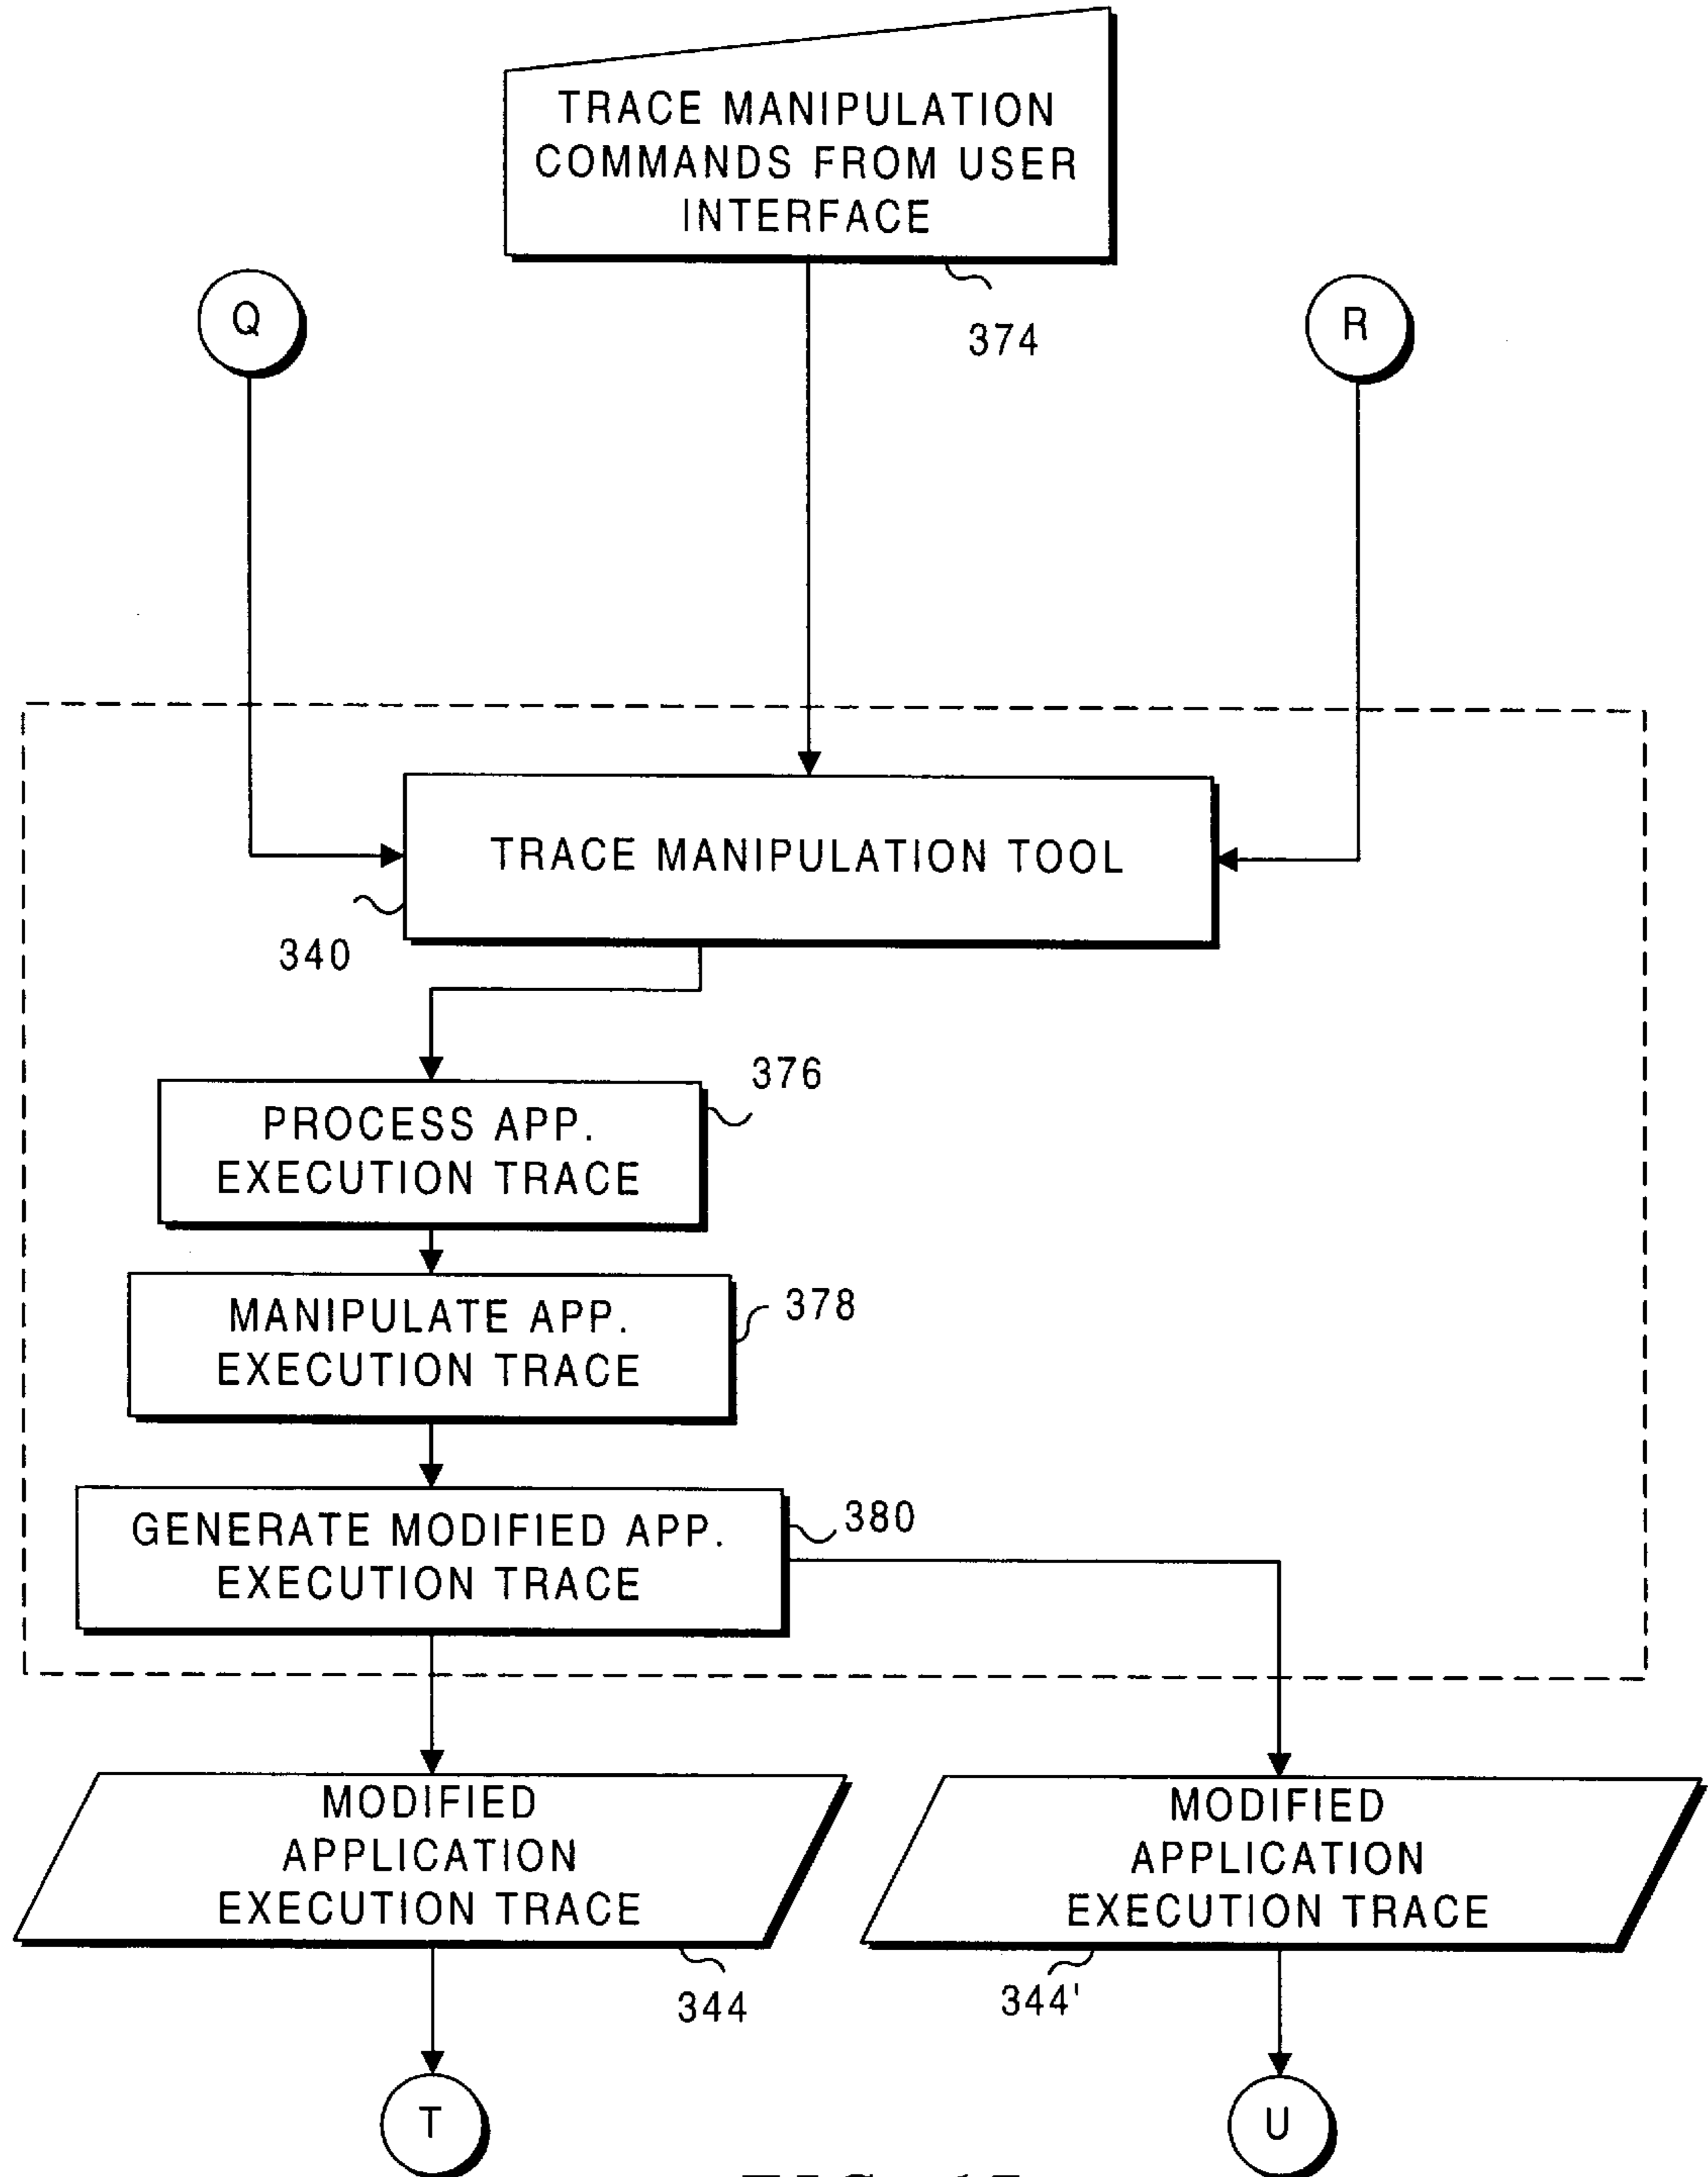 TRACE MANIPULATION
COMMANDS FROM USER
INTERFACE
374
Q
R
TRACE MANIPULATION TOOL
340
376
PROCESS APP.
EXECUTION TRACE
378
MANIPULATE APP.
EXECUTION TRACE
380
GENERATE MODIFIED APP.
EXECUTION TRACE
MODIFIED
APPLICATION
EXECUTION TRACE
344
MODIFIED
APPLICATION
EXECUTION TRACE
344'
T
U